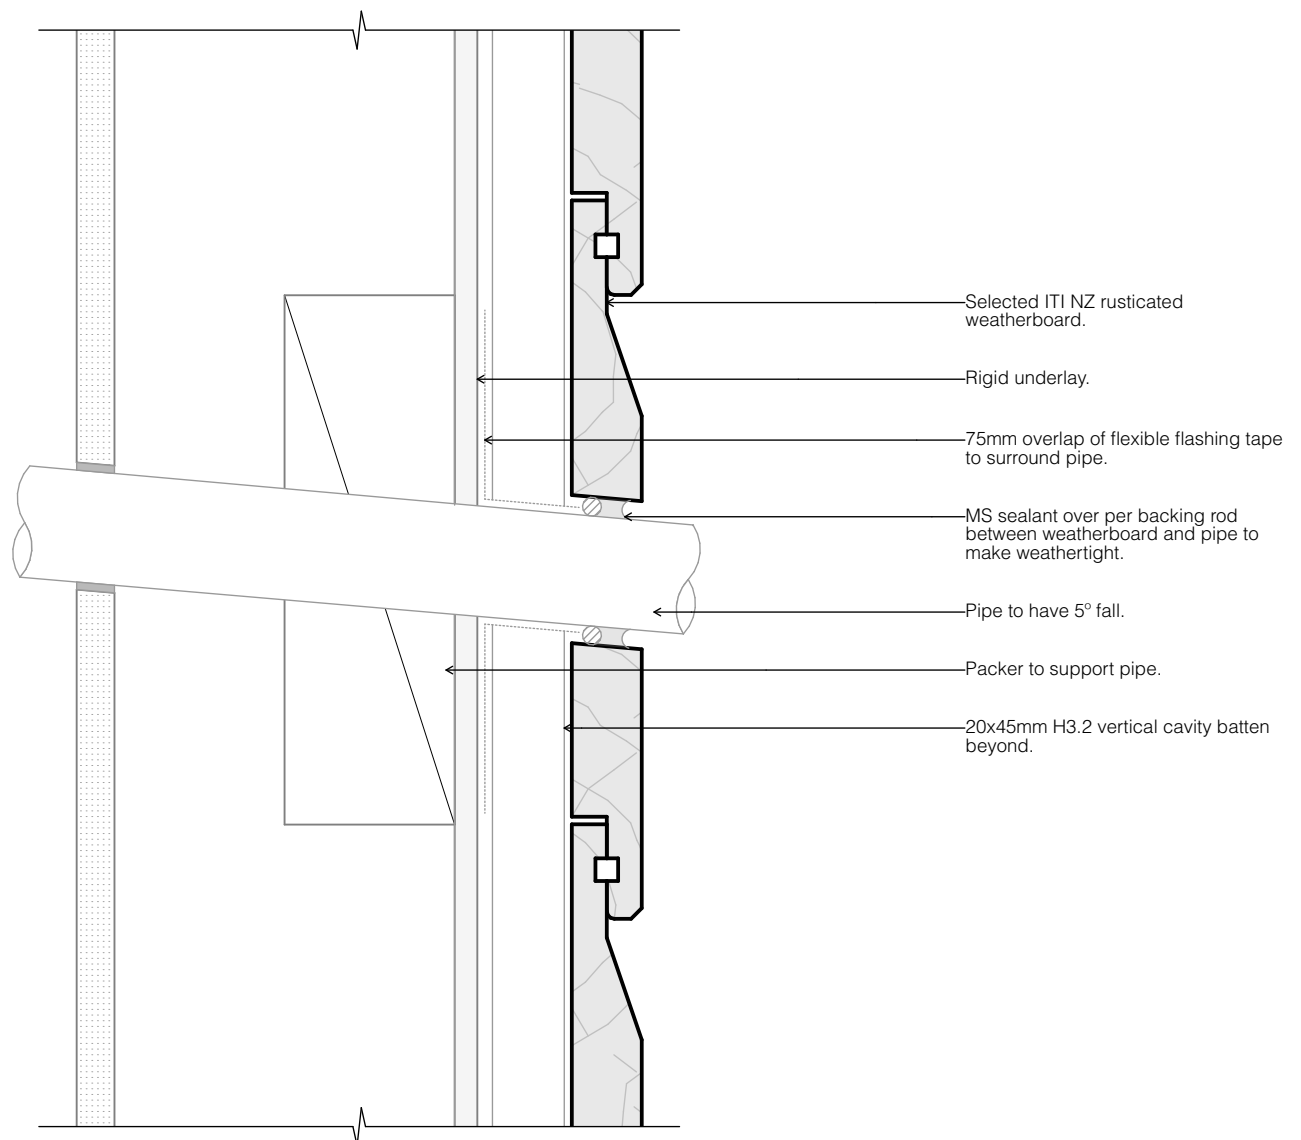 Selected ITI NZ rusticated
weatherboard.
Rigid underlay.
75mm overlap of flexible flashing tape
to surround pipe.
MS sealant over per backing rod
between weatherboard and pipe to
make weathertight.
Pipe to have 5° fall.
Packer to support pipe.
20x45mm H3.2 vertical cavity batten
beyond.